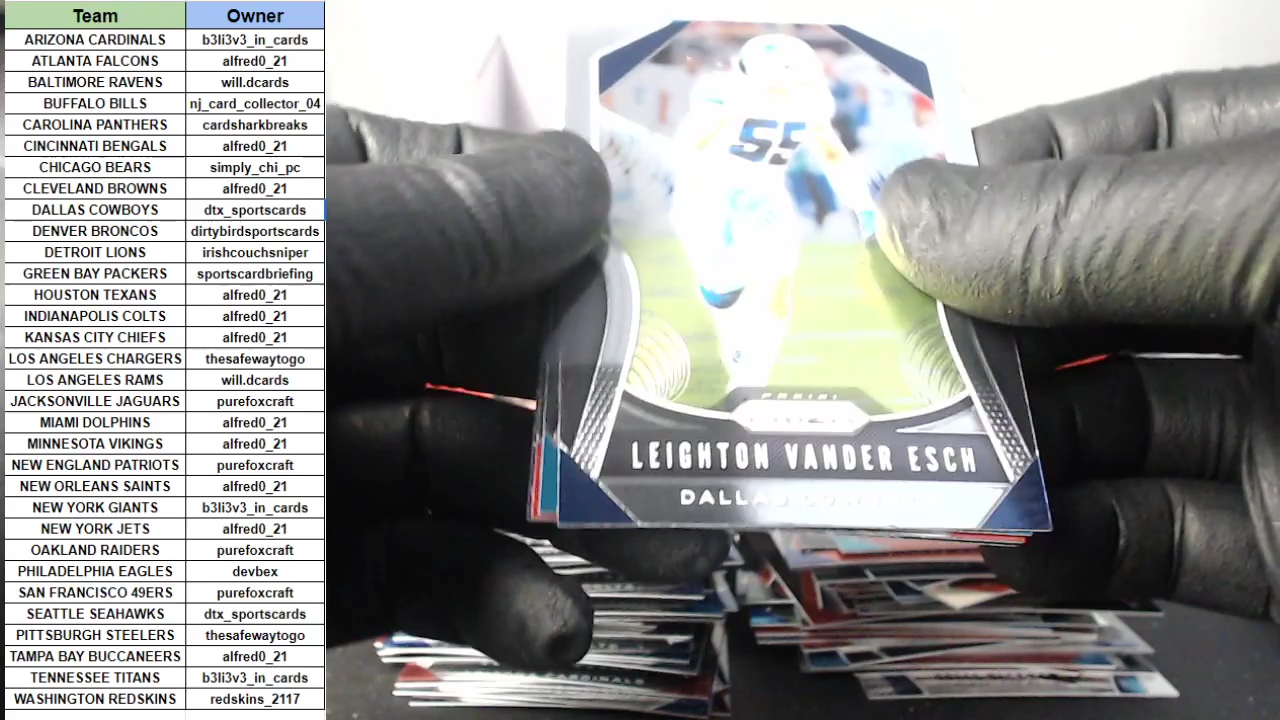 Team Owner
ARIZONA CARDINALS b3li3v3_in_cards
ATLANTA FALCONS alfred0_21
BALTIMORE RAVENS will.dcards
BUFFALO BILLS nj_card_collector_04
CAROLINA PANTHERS cardsharkbreaks
CINCINNATI BENGALS alfred0_21
CHICAGO BEARS simply_chi_pc
CLEVELAND BROWNS alfred0_21
DALLAS COWBOYS dtx_sportscards
DENVER BRONCOS dirtybirdsportscards
DETROIT LIONS irishcouchsniper
GREEN BAY PACKERS sportscardbriefing
HOUSTON TEXANS alfred0_21
INDIANAPOLIS COLTS alfred0_21
KANSAS CITY CHIEFS alfred0_21
LOS ANGELES CHARGERS thesafewaytogo
LOS ANGELES RAMS will.dcards
JACKSONVILLE JAGUARS purefoxcraft
MIAMI DOLPHINS alfred0_21
MINNESOTA VIKINGS alfred0_21
NEW ENGLAND PATRIOTS purefoxcraft
NEW ORLEANS SAINTS alfred0_21
NEW YORK GIANTS b3li3v3_in_cards
NEW YORK JETS alfred0_21
OAKLAND RAIDERS purefoxcraft
PHILADELPHIA EAGLES devbex
SAN FRANCISCO 49ERS purefoxcraft
SEATTLE SEAHAWKS dtx_sportscards
PITTSBURGH STEELERS thesafewaytogo
TAMPA BAY BUCCANEERS alfred0_21
TENNESSEE TITANS b3li3v3_in_cards
WASHINGTON REDSKINS redskins_2117
55
PANINI
LEIGHTON VANDER ESCH
DALLAS
CARDINALS